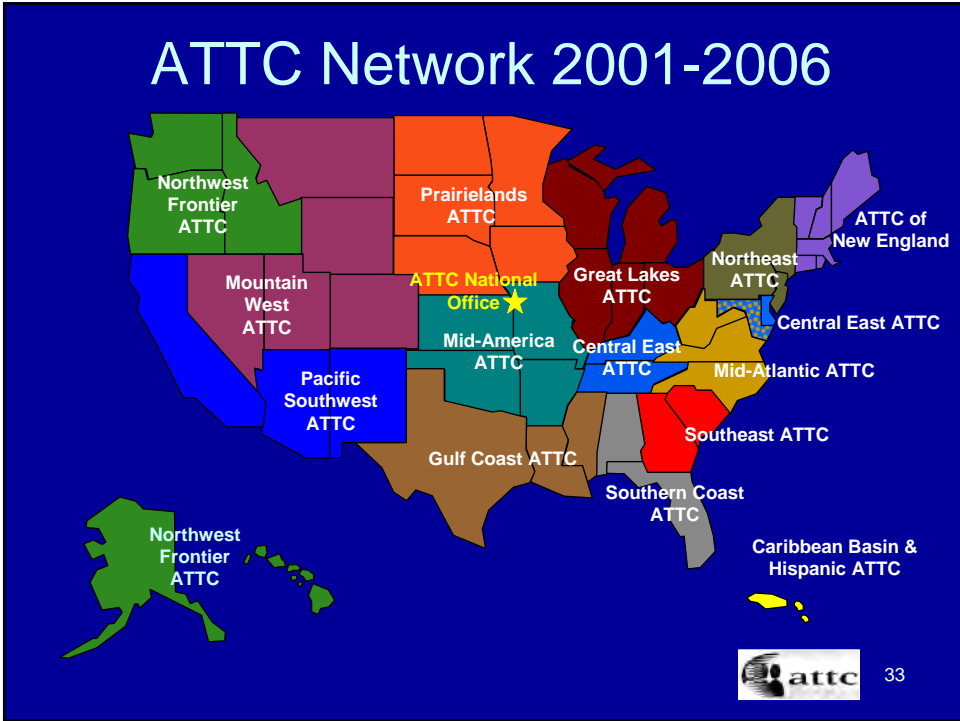 ATTC Network 2001-2006
Northwest
Frontier
ATTC
Prairielands
ATTC
ATTC of
New England
Northeast
ATTC
Mountain
West
ATTC
ATTC National
Office
Great Lakes
ATTC
Central East ATTC
Mid-America
ATTC
Central East
ATTC
Mid-Atlantic ATTC
Pacific
Southwest
ATTC
Southeast ATTC
Gulf Coast ATTC
Southern Coast
ATTC
Northwest
Frontier
ATTC
Caribbean Basin &
Hispanic ATTC
attc
33